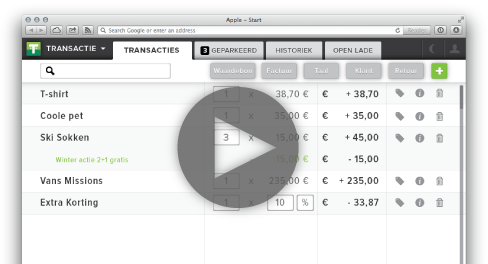 Apple – Start
Search Google or enter an address
Reader
T TRANSACTIE TRANSACTIES 3 GEPARKEERD HISTORIEK OPEN LADE
Waardebon Factuur Taal Klant Retour +
T-shirt 1 x 38,70 € € + 38,70
Coole pet 1 x 35,00 € € + 35,00
Ski Sokken 3 x 15,00 € € + 45,00
Winter actie 2+1 gratis 15,00 € € - 15,00
Vans Missions 1 x 235,00 € € + 235,00
Extra Korting 1 x 10 % € - 33,87